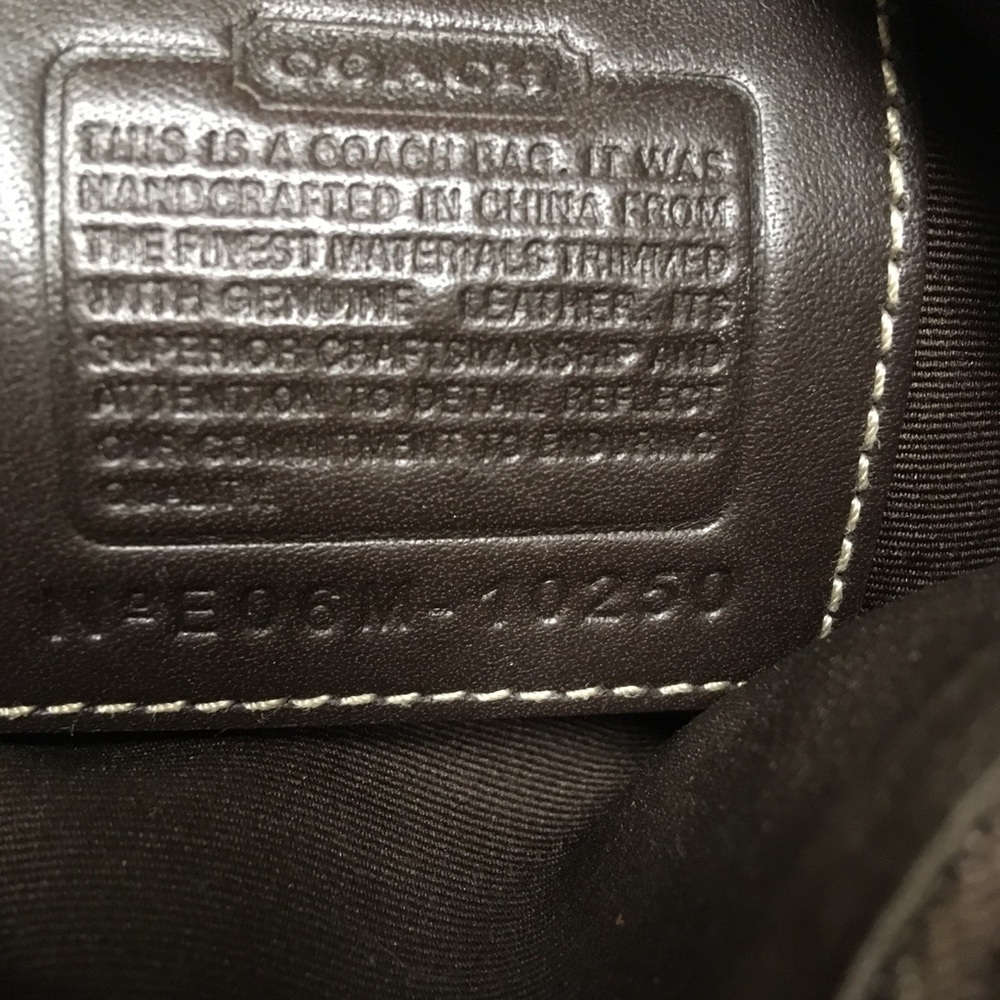 COACH
THIS IS A COACH BAG. IT WAS
HANDCRAFTED IN CHINA FROM
THE FINEST MATERIALS TRIMMED
WITH GENUINE LEATHER. ITS
SUPERIOR CRAFTSMANSHIP AND
ATTENTION TO DETAIL REFLECT
OUR COMMITMENT TO ENDURING
QUALITY.